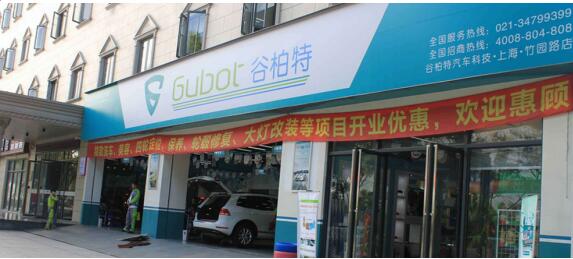 Gubot 谷柏特
全国服务热线：021-34799399
全国招商热线：4008-804-808
谷柏特汽车科技·上海·竹园路店
洗车、美容、四轮定位、保养、轮毂修复、大灯改装等项目开业优惠，欢迎惠顾